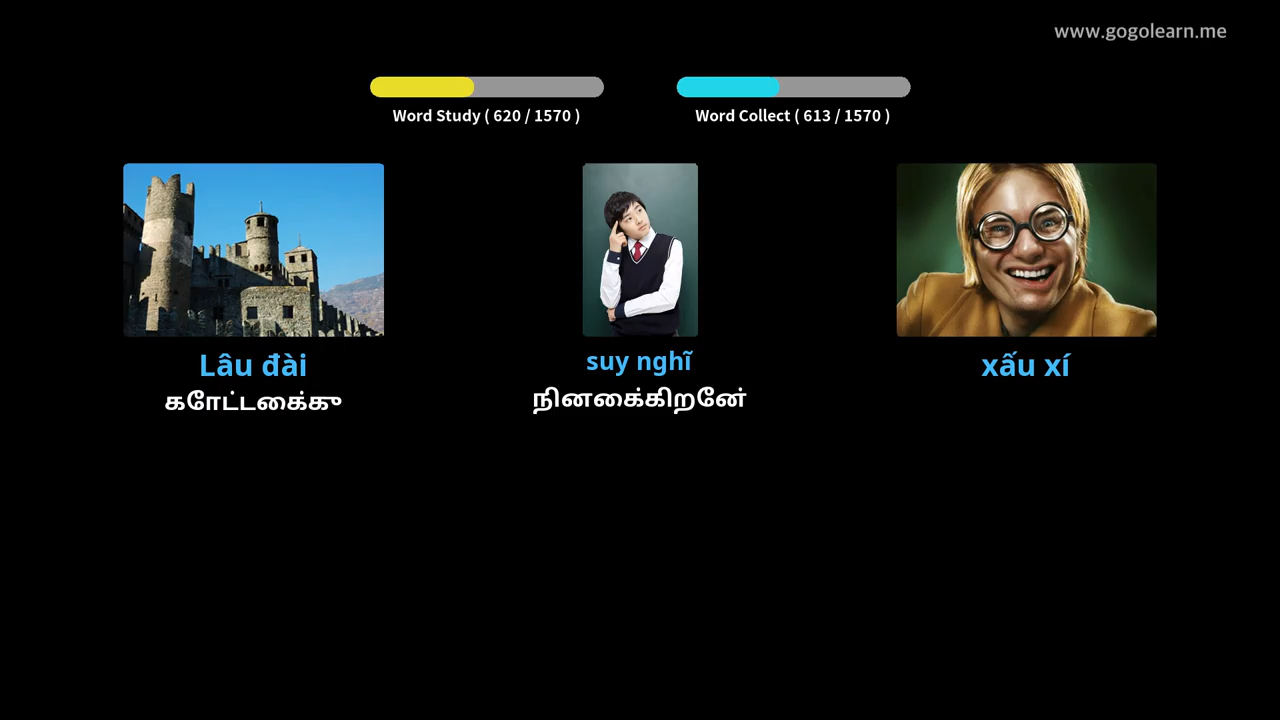 www.gogolearn.me
Word Study ( 620 / 1570 )
Word Collect ( 613 / 1570 )
Lâu đài
கோட்டைக்கு
suy nghĩ
நினைக்கிறேன்
xấu xí